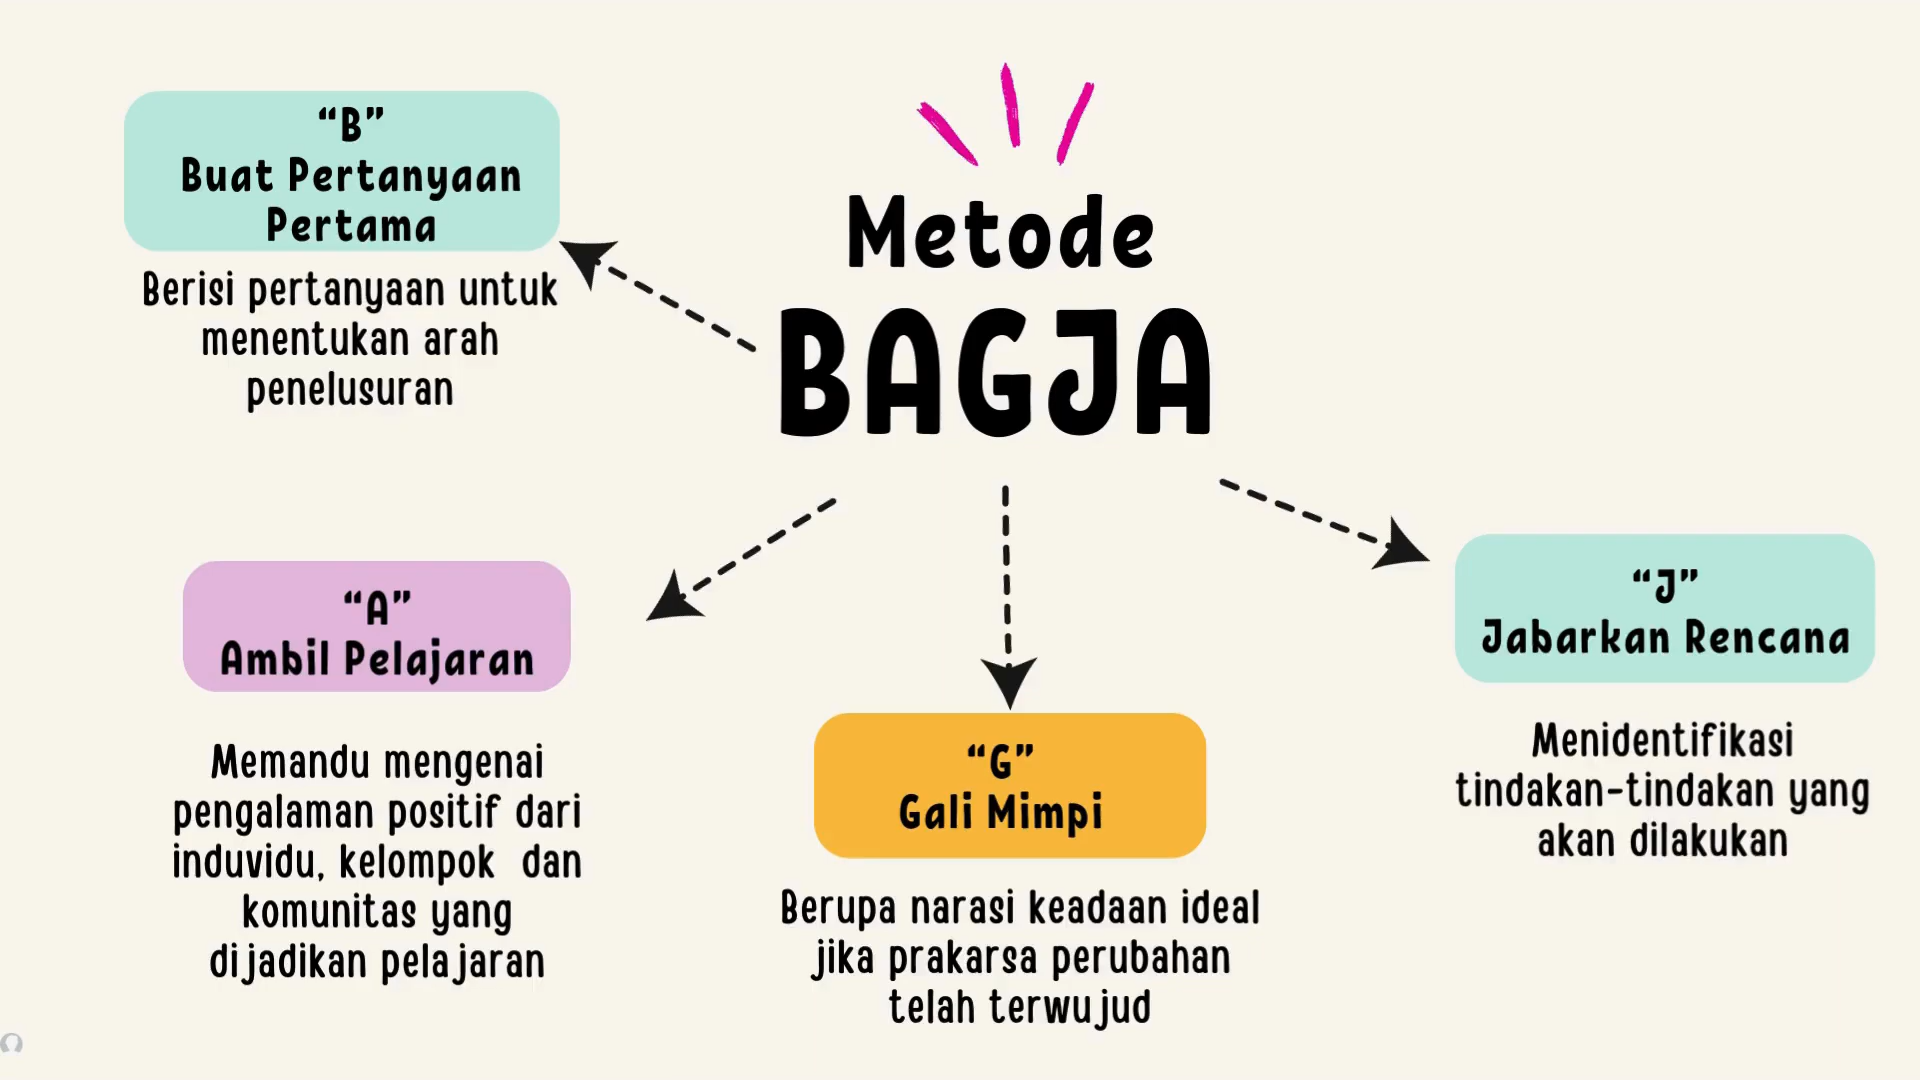 Metode
BAGJA
“B”
Buat Pertanyaan
Pertama
Berisi pertanyaan untuk
menentukan arah
penelusuran
“A”
Ambil Pelajaran
Memandu mengenai
pengalaman positif dari
induvidu, kelompok dan
komunitas yang
dijadikan pelajaran
“G”
Gali Mimpi
Berupa narasi keadaan ideal
jika prakarsa perubahan
telah terwujud
“J”
Jabarkan Rencana
Menidentifikasi
tindakan-tindakan yang
akan dilakukan